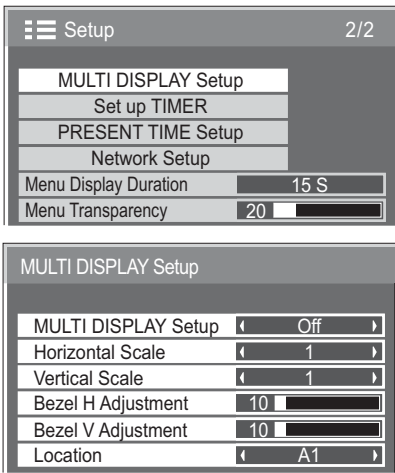 Setup 2/2
MULTI DISPLAY Setup
Set up TIMER
PRESENT TIME Setup
Network Setup
Menu Display Duration 15 S
Menu Transparency 20
MULTI DISPLAY Setup
MULTI DISPLAY Setup Off
Horizontal Scale 1
Vertical Scale 1
Bezel H Adjustment 10
Bezel V Adjustment 10
Location A1